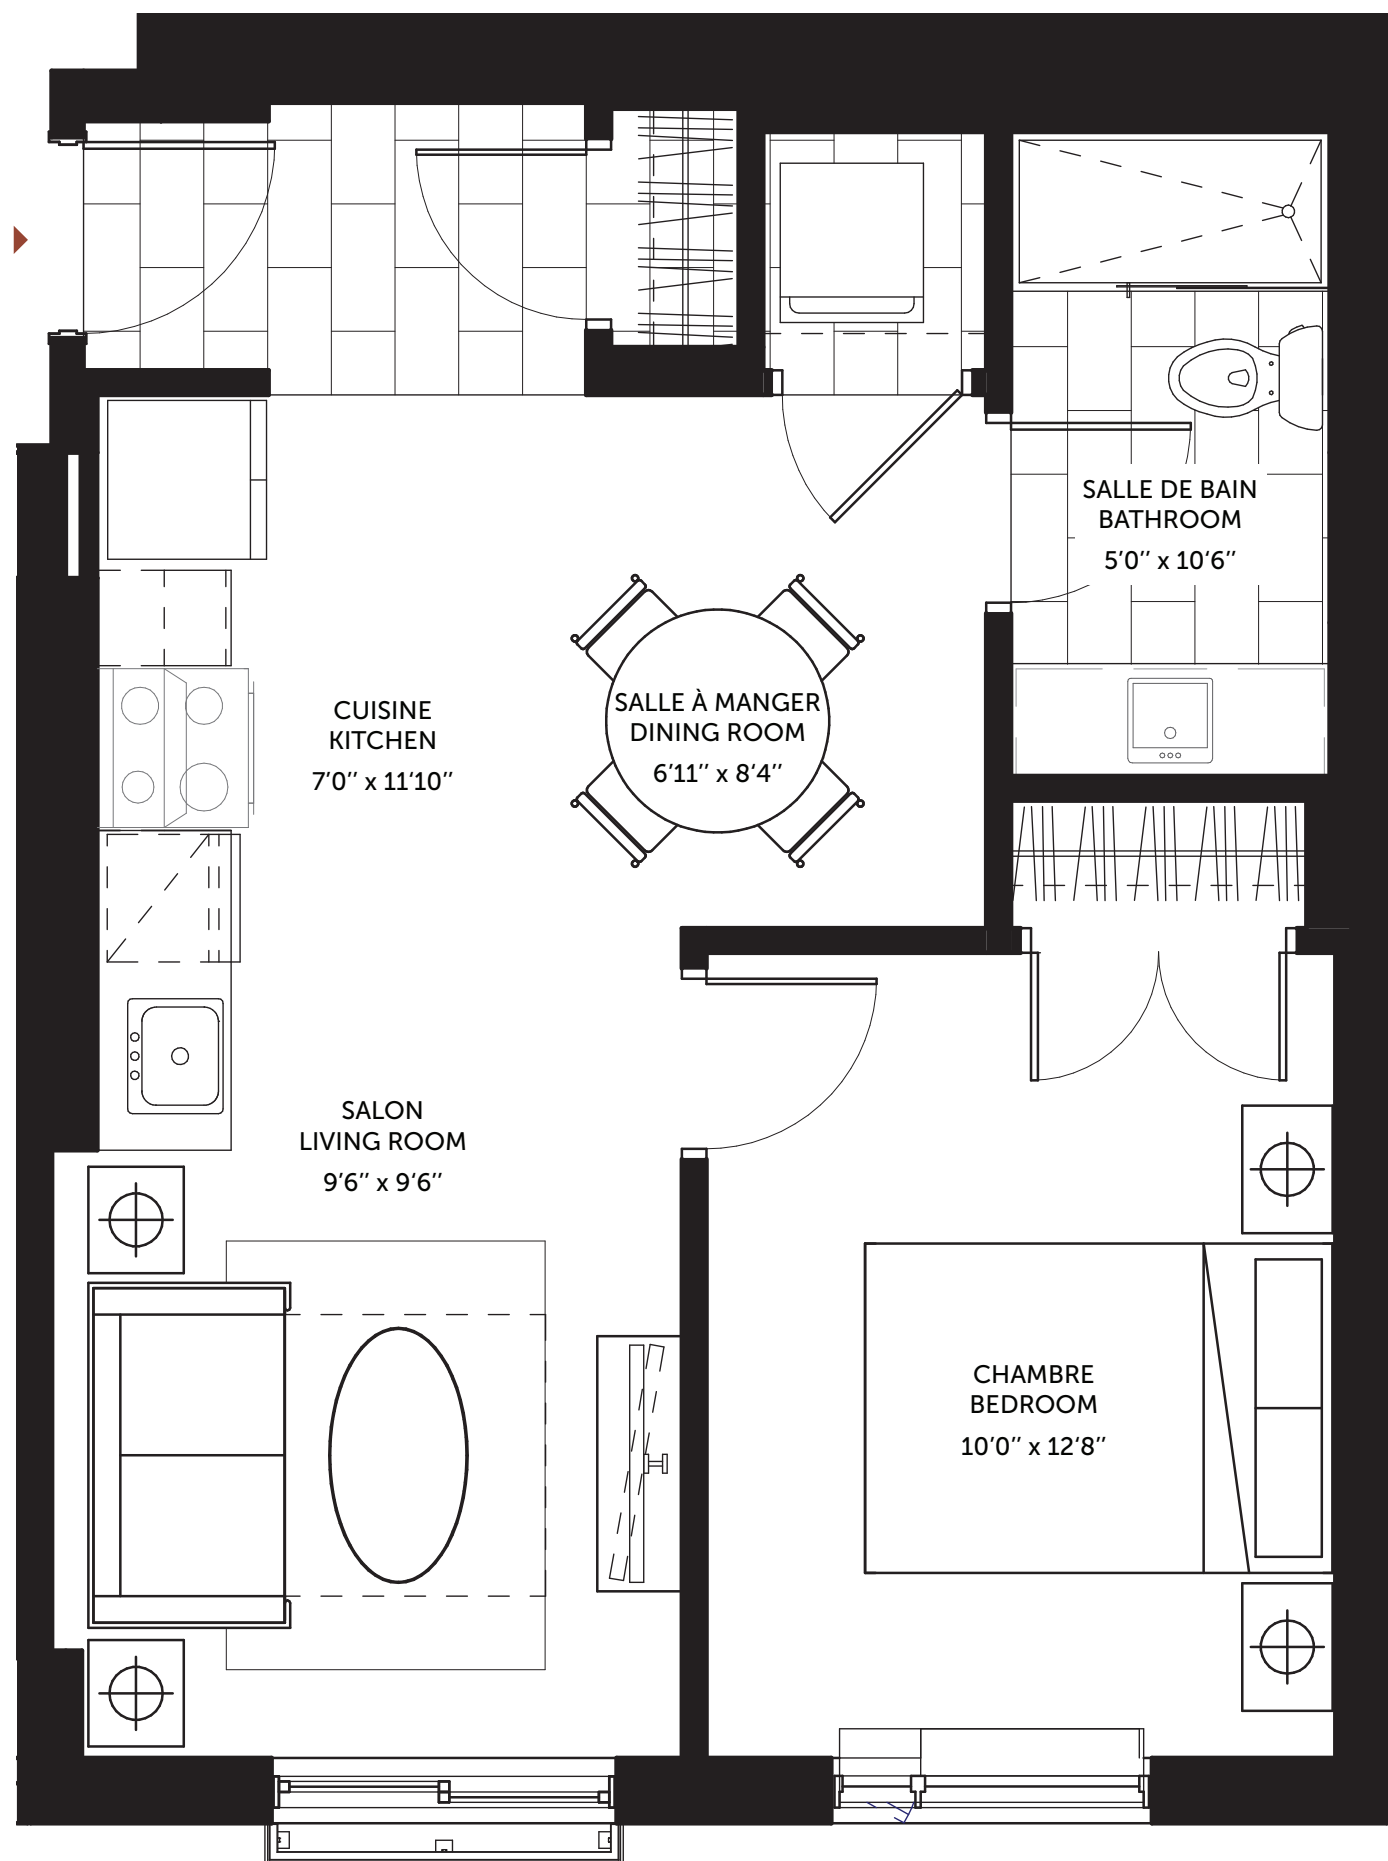 SALLE DE BAIN
BATHROOM
5'0'' x 10'6''
CUISINE
KITCHEN
7'0'' x 11'10''
SALLE À MANGER
DINING ROOM
6'11'' x 8'4''
SALON
LIVING ROOM
9'6'' x 9'6''
CHAMBRE
BEDROOM
10'0'' x 12'8''